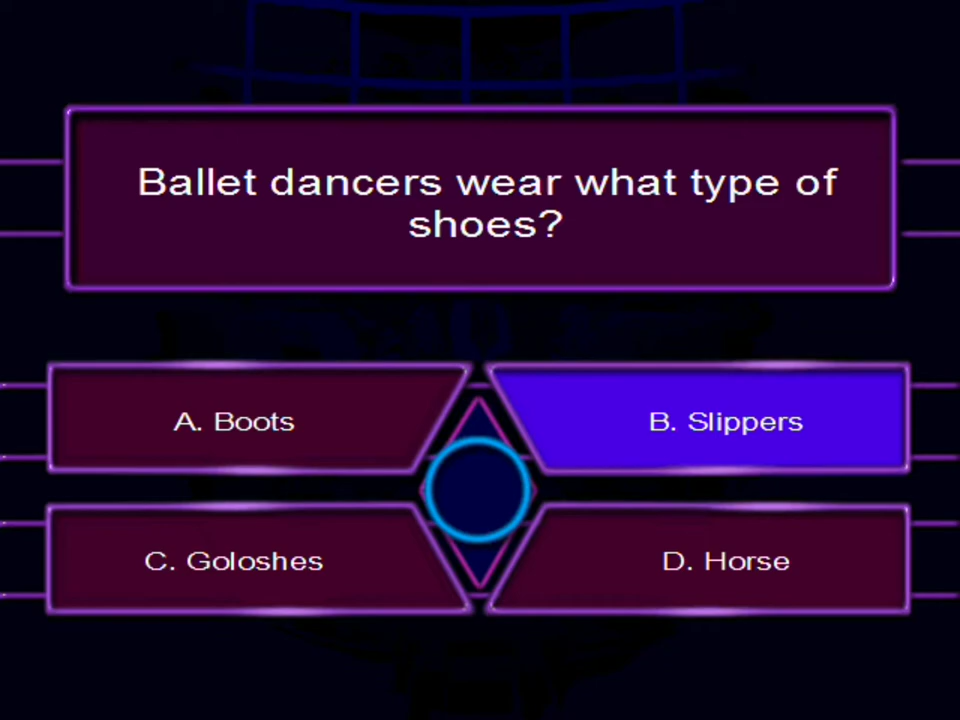 Ballet dancers wear what type of
shoes?
A. Boots
B. Slippers
C. Goloshes
D. Horse